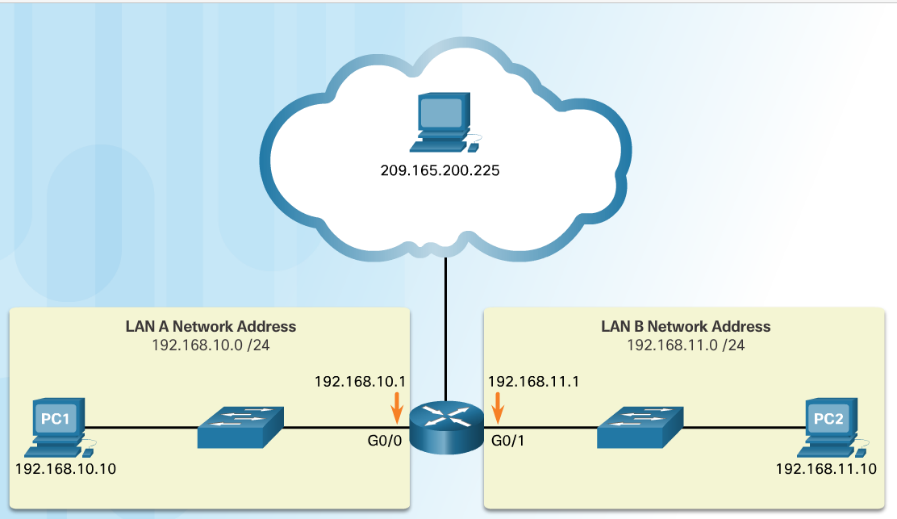 209.165.200.225
LAN A Network Address
192.168.10.0 /24
192.168.10.1
G0/0
PC1
192.168.10.10
LAN B Network Address
192.168.11.0 /24
192.168.11.1
G0/1
PC2
192.168.11.10